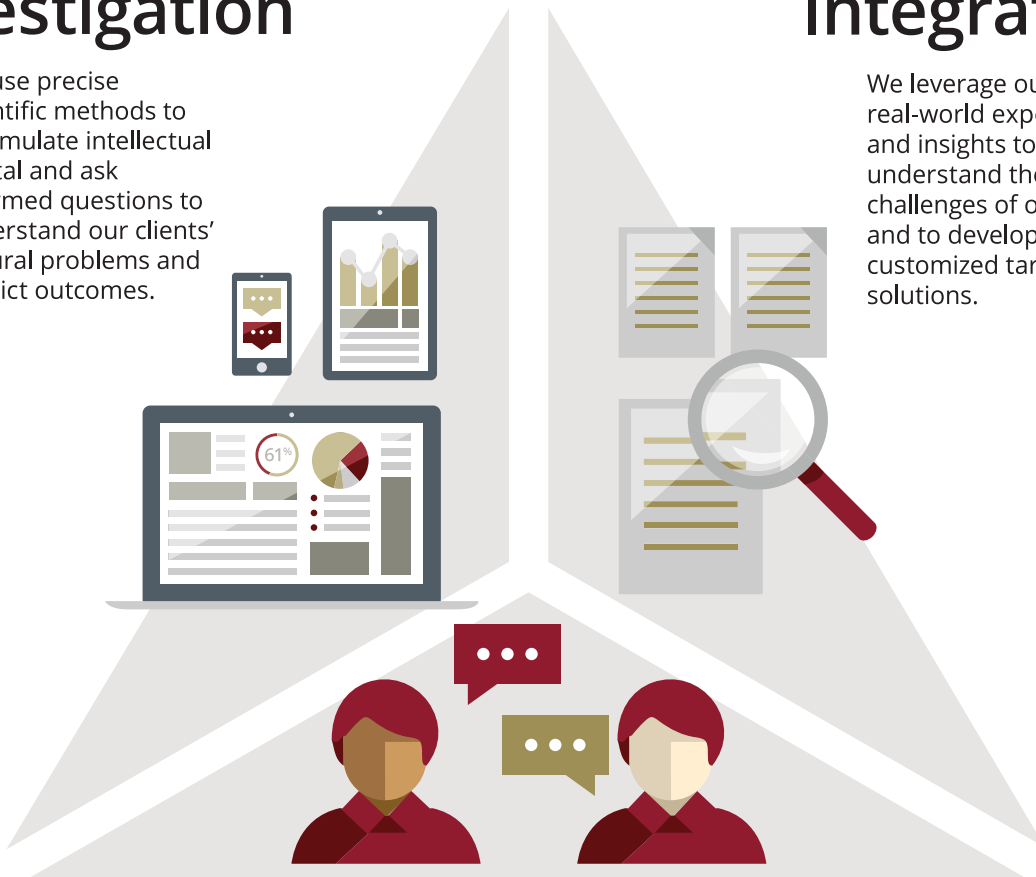 estigation
use precise
ntific methods to
mulate intellectual
tal and ask
rmed questions to
erstand our clients’
ural problems and
ict outcomes.
Integrat
We leverage ou
real-world expe
and insights to
understand the
challenges of o
and to develop
customized tar
solutions.
61%